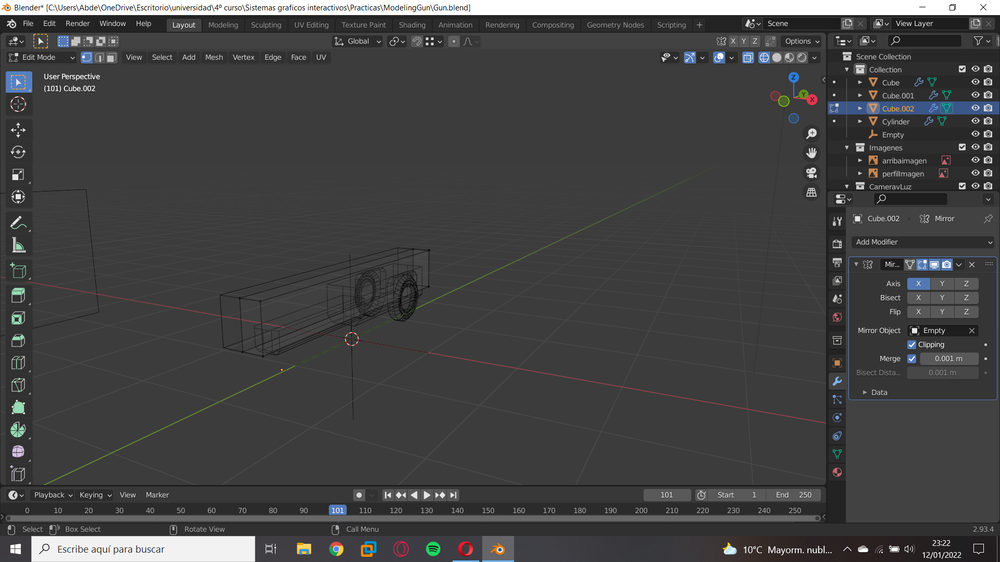 Blender* [C:\Users\Abde\OneDrive\Escritorio\universidad\4º curso\Sistemas graficos interactivos\Practicas\ModelingGun\Gun.blend]
File Edit Render Window Help Layout Modeling Sculpting UV Editing Texture Paint Shading Animation Rendering Compositing Geometry Nodes Scripting + Scene View Layer
Global X Y Z Options
Edit Mode View Select Add Mesh Vertex Edge Face UV
User Perspective
(101) Cube.002
Z
Y
X
Scene Collection
Collection
Cube
Cube.001
Cube.002
Cylinder
Empty
Imagenes
arribaimagen
perfilImagen
CamerayLuz
Cube.002 Mirror
Add Modifier
Mir...
Axis X Y Z
Bisect X Y Z
Flip X Y Z
Mirror Object Empty
Clipping
Merge 0.001 m
Bisect Dista... 0.001 m
Data
Playback Keying View Marker 101 Start 1 End 250
0 10 20 30 40 50 60 70 80 90 101 110 120 130 140 150 160 170 180 190 200 210 220 230 240 250
Select Box Select Rotate View Call Menu 2.93.4
Escribe aquí para buscar
10°C Mayorm. nubl...
23:22
12/01/2022